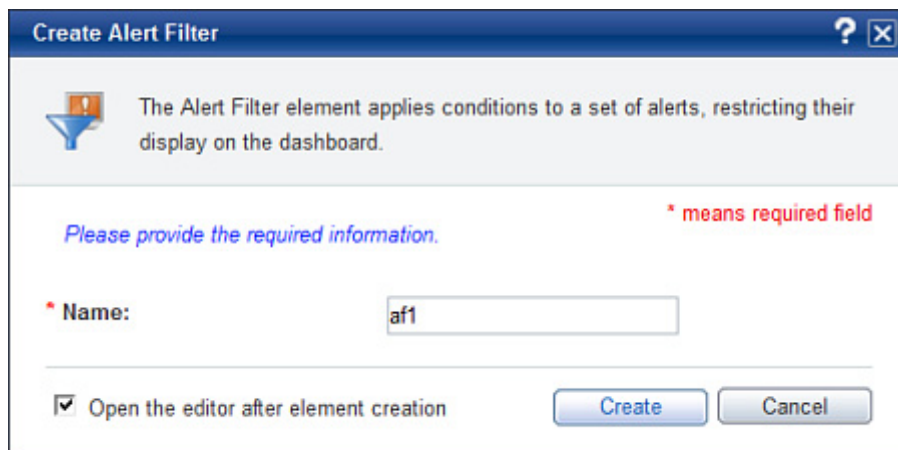 Create Alert Filter ?
The Alert Filter element applies conditions to a set of alerts, restricting their
display on the dashboard.
* means required field
Please provide the required information.
* Name: af1
Open the editor after element creation Create Cancel